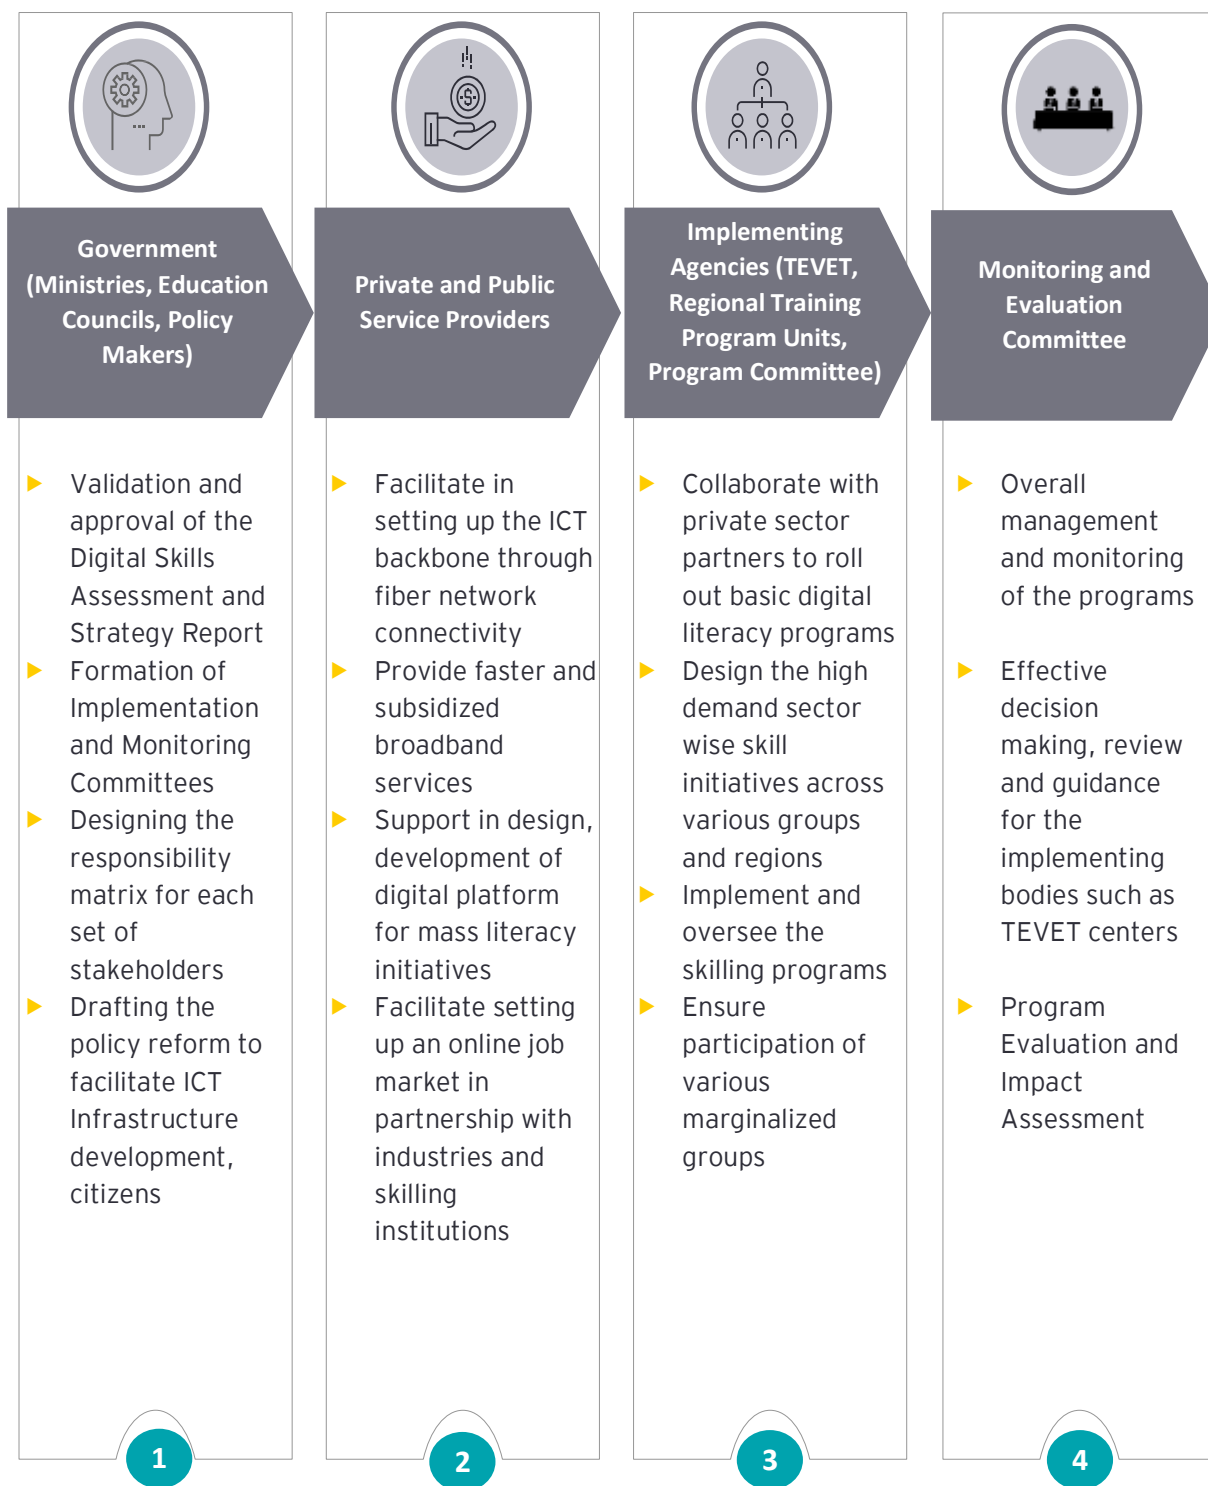 Government
(Ministries, Education
Councils, Policy
Makers)
Validation and
approval of the
Digital Skills
Assessment and
Strategy Report
Formation of
Implementation
and Monitoring
Committees
Designing the
responsibility
matrix for each
set of
stakeholders
Drafting the
policy reform to
facilitate ICT
Infrastructure
development,
citizens
1
Private and Public
Service Providers
Facilitate in
setting up the ICT
backbone through
fiber network
connectivity
Provide faster and
subsidized
broadband
services
Support in design,
development of
digital platform
for mass literacy
initiatives
Facilitate setting
up an online job
market in
partnership with
industries and
skilling
institutions
2
Implementing
Agencies (TEVET,
Regional Training
Program Units,
Program Committee)
Collaborate with
private sector
partners to roll
out basic digital
literacy programs
Design the high
demand sector
wise skill
initiatives across
various groups
and regions
Implement and
oversee the
skilling programs
Ensure
participation of
various
marginalized
groups
3
Monitoring and
Evaluation
Committee
Overall
management
and monitoring
of the programs
Effective
decision
making, review
and guidance
for the
implementing
bodies such as
TEVET centers
Program
Evaluation and
Impact
Assessment
4